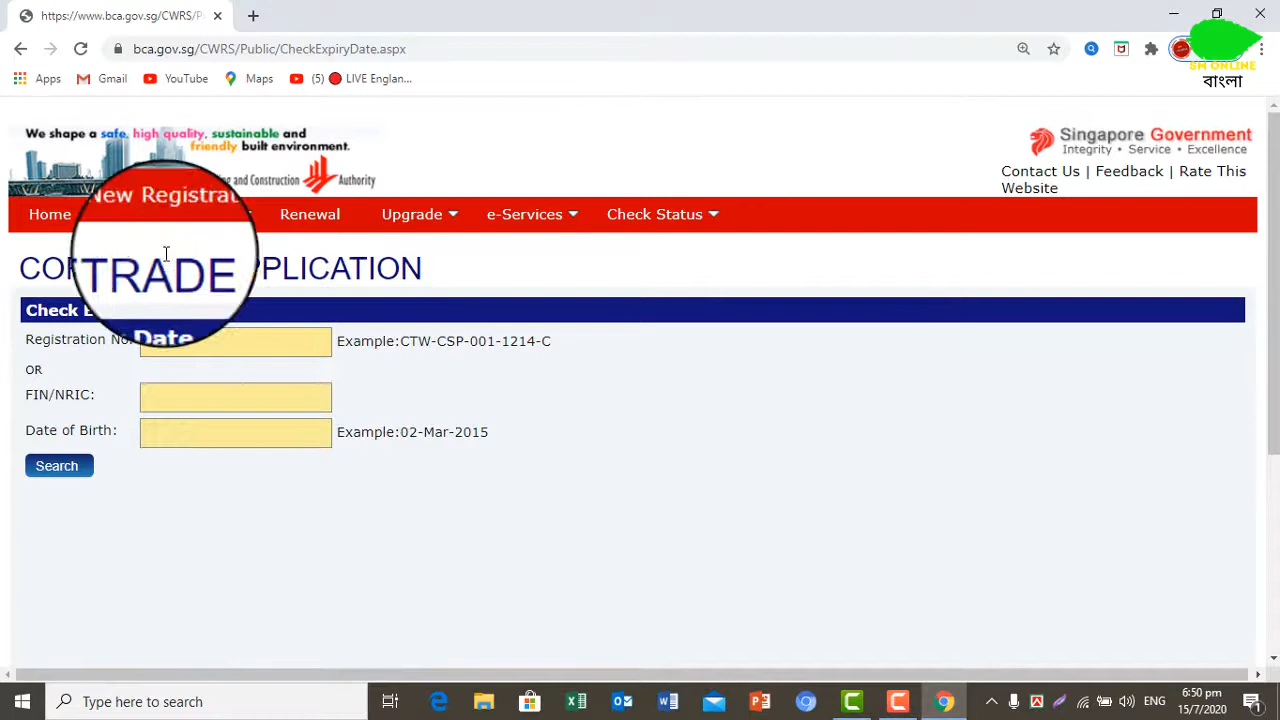 https://www.bca.gov.sg/CWRS/P
bca.gov.sg/CWRS/Public/CheckExpiryDate.aspx
SM ONLINE
বাংলা
Apps Gmail YouTube Maps (5) LIVE Englan...
We shape a safe, high quality, sustainable and
friendly built environment.
and Construction Authority
Singapore Government
Integrity • Service • Excellence
Contact Us | Feedback | Rate This
Website
Home New Registrat Renewal Upgrade e-Services Check Status
CO TRADE PPLICATION
Check E Date
Registration No Example:CTW-CSP-001-1214-C
OR
FIN/NRIC:
Date of Birth: Example:02-Mar-2015
Search
Type here to search
ENG
6:50 pm
15/7/2020
1